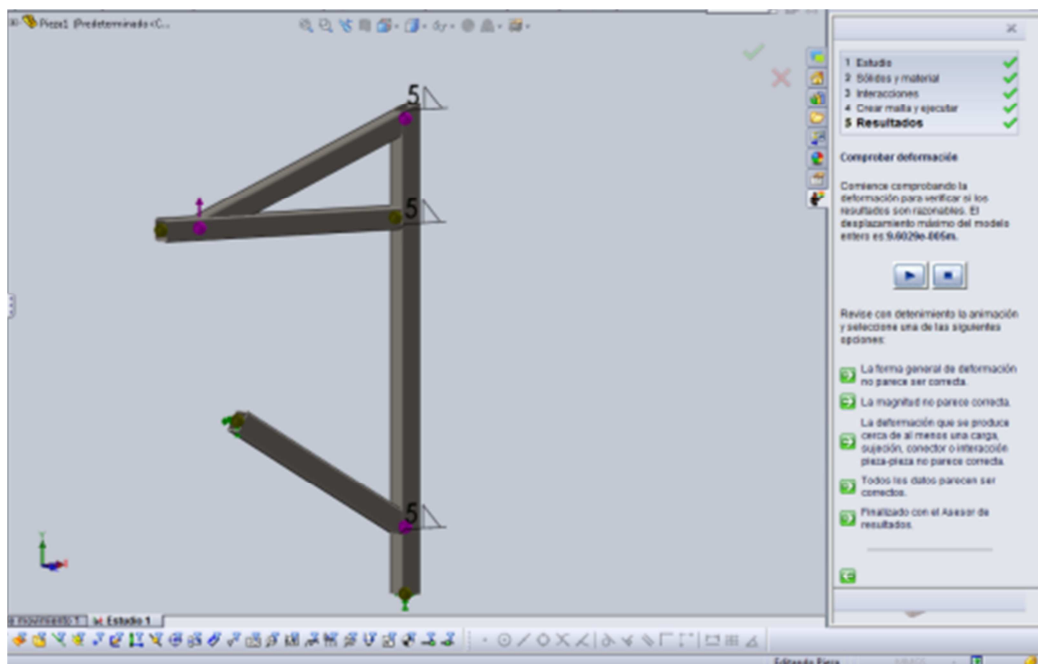 Pieza1 (Predeterminado <C...
5
5
5
1 Estudio
2 Sólidos y material
3 Interacciones
4 Crear malla y ejecutar
5 Resultados
Comprobar deformación
Comience comprobando la
deformación para verificar si los
resultados son razonables. El
desplazamiento máximo del modelo
entero es:9.6029e-005m.
Revise con detenimiento la animación
y seleccione una de las siguientes
opciones:
La forma general de deformación
no parece ser correcta.
La magnitud no parece correcta.
La deformación que se produce
cerca de al menos una carga,
sujeción, conector o interacción
pieza-pieza no parece correcta.
Todos los datos parecen ser
correctos.
Finalizado con el Asesor de
resultados.
movimiento 1
Estudio 1
Editando Pieza